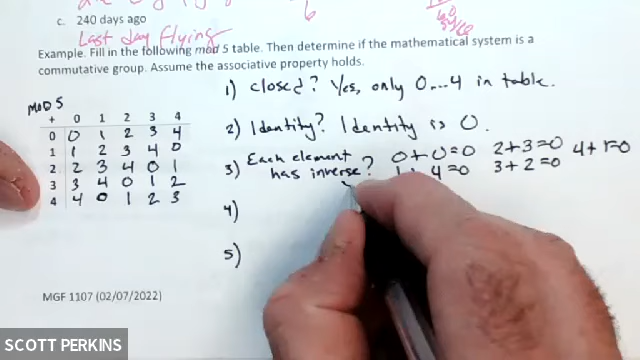 6
c. 240 days ago
Last day flying
Example. Fill in the following mod 5 table. Then determine if the mathematical system is a
commutative group. Assume the associative property holds.
MOD 5
+ 0 1 2 3 4
0 0 1 2 3 4
1 1 2 3 4 0
2 2 3 4 0 1
3 3 4 0 1 2
4 4 0 1 2 3
1) closed? Yes, only 0...4 in table.
2) Identity? Identity is 0.
3) Each element has inverse?
0+0=0 2+3=0 4+1=0
1+4=0 3+2=0
4)
5)
MGF 1107 (02/07/2022)
SCOTT PERKINS